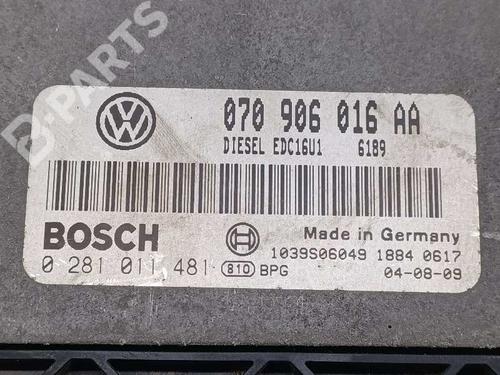 B-PARTS
070 906 016 AA
DIESEL EDC16U1 6189
BOSCH
Made in Germany
0 281 011 481 810 BPG
1039S06049 1884 0617
04-08-09